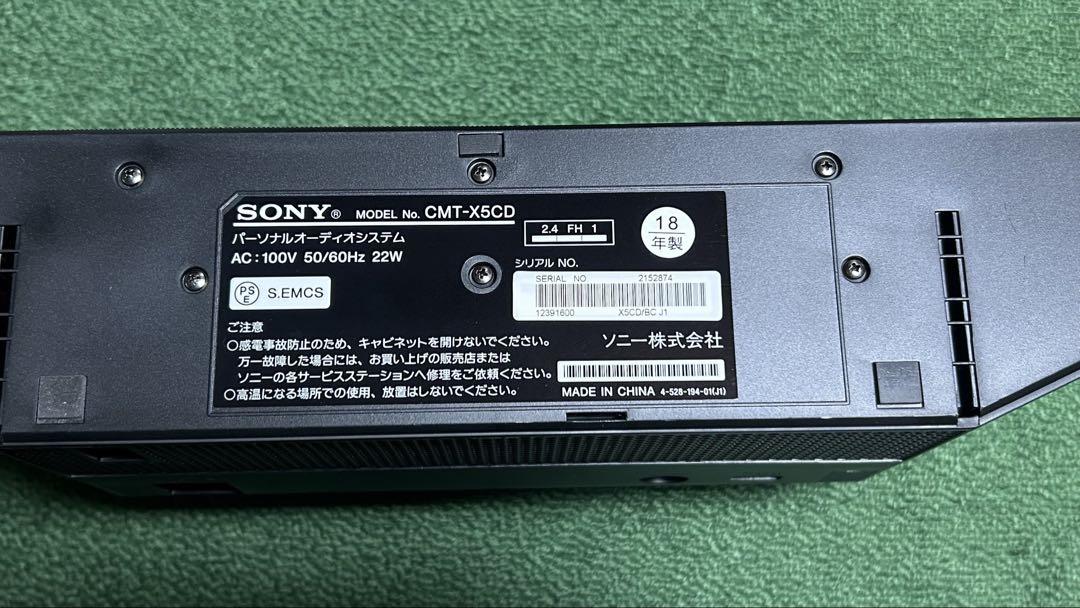 SONY® MODEL No. CMT-X5CD
パーソナルオーディオシステム
AC:100V 50/60Hz 22W
PS
E
S.EMCS
2.4 FH 1
18
年製
シリアル NO.
SERIAL NO 2152874
12391600 X5CD/BC J1
ご注意
○感電事故防止のため、キャビネットを開けないでください。
万一故障した場合には、お買い上げの販売店または
ソニーの各サービスステーションへ修理をご依頼ください。
○高温になる場所での使用、放置はしないでください。
ソニー株式会社
MADE IN CHINA 4-528-194-01(J1)